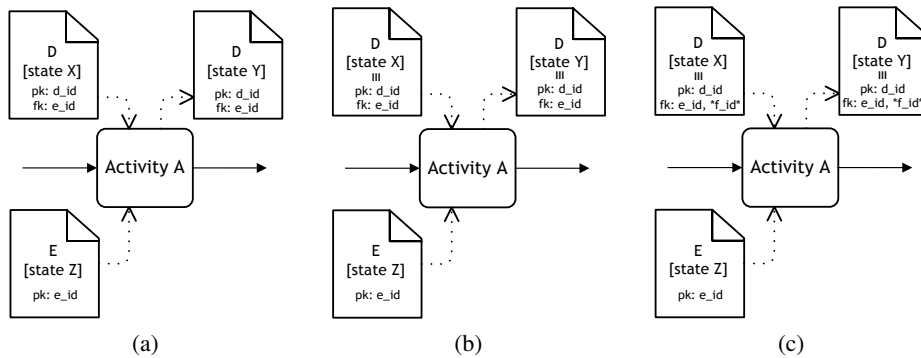 D
[state X]
pk: d_id
fk: e_id
D
[state Y]
pk: d_id
fk: e_id
Activity A
E
[state Z]
pk: e_id
(a)
D
[state X]
III
pk: d_id
fk: e_id
D
[state Y]
III
pk: d_id
fk: e_id
Activity A
E
[state Z]
pk: e_id
(b)
D
[state X]
III
pk: d_id
fk: e_id, *f_id*
D
[state Y]
III
pk: d_id
fk: e_id, *f_id*
Activity A
E
[state Z]
pk: e_id
(c)